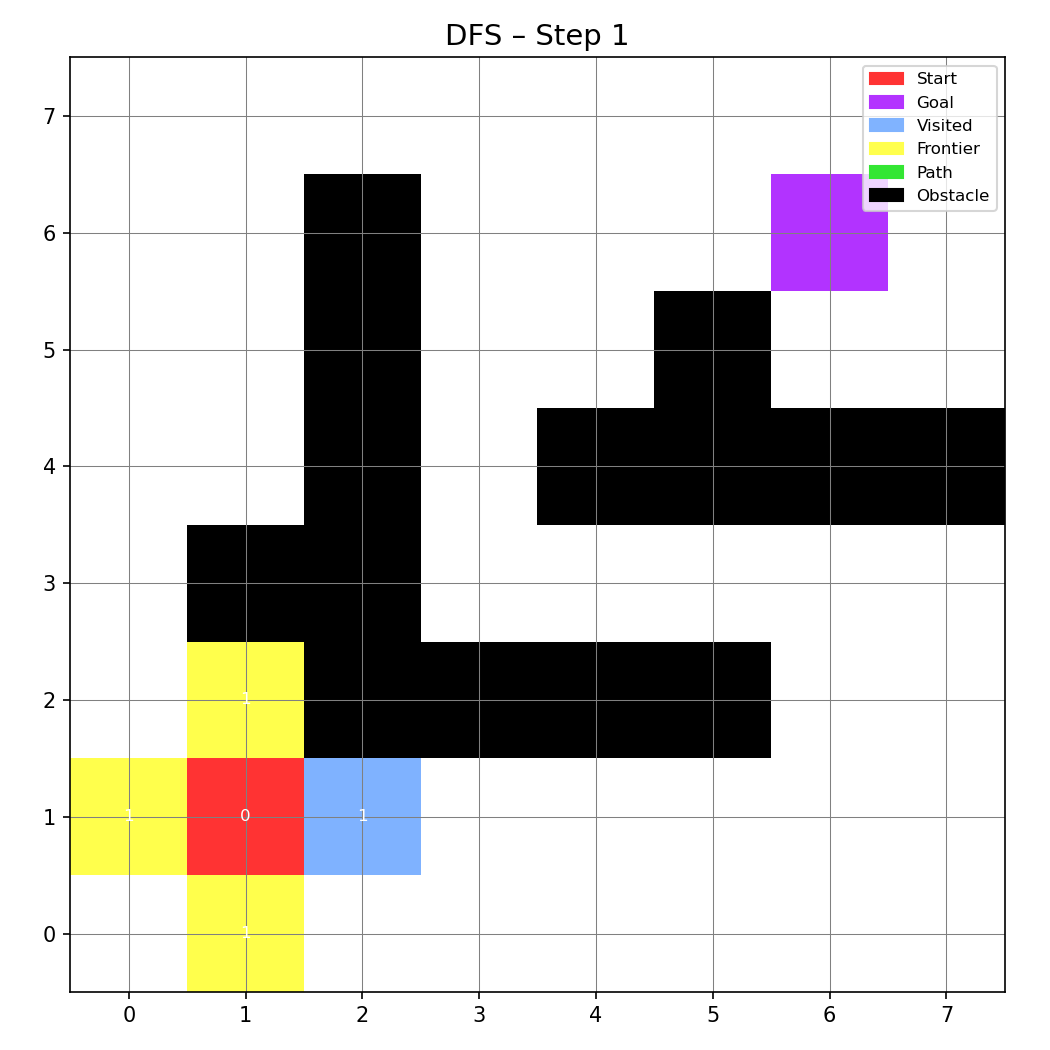 DFS – Step 1
Start
Goal
Visited
Frontier
Path
Obstacle
7
6
5
4
3
2
1
0
1
1 0 1
1
0 1 2 3 4 5 6 7